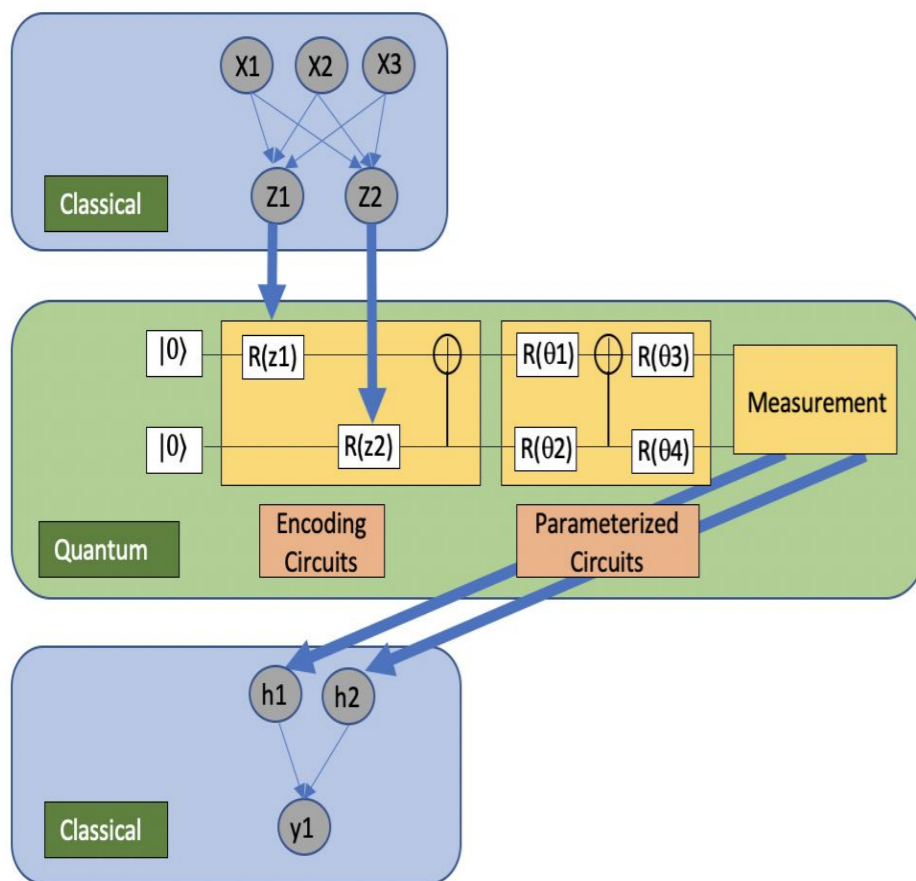 X1 X2 X3
Z1 Z2
Classical
|0⟩ R(z1) R(θ1) R(θ3)
Measurement
|0⟩ R(z2) R(θ2) R(θ4)
Encoding
Circuits
Parameterized
Circuits
Quantum
h1 h2
Classical
y1